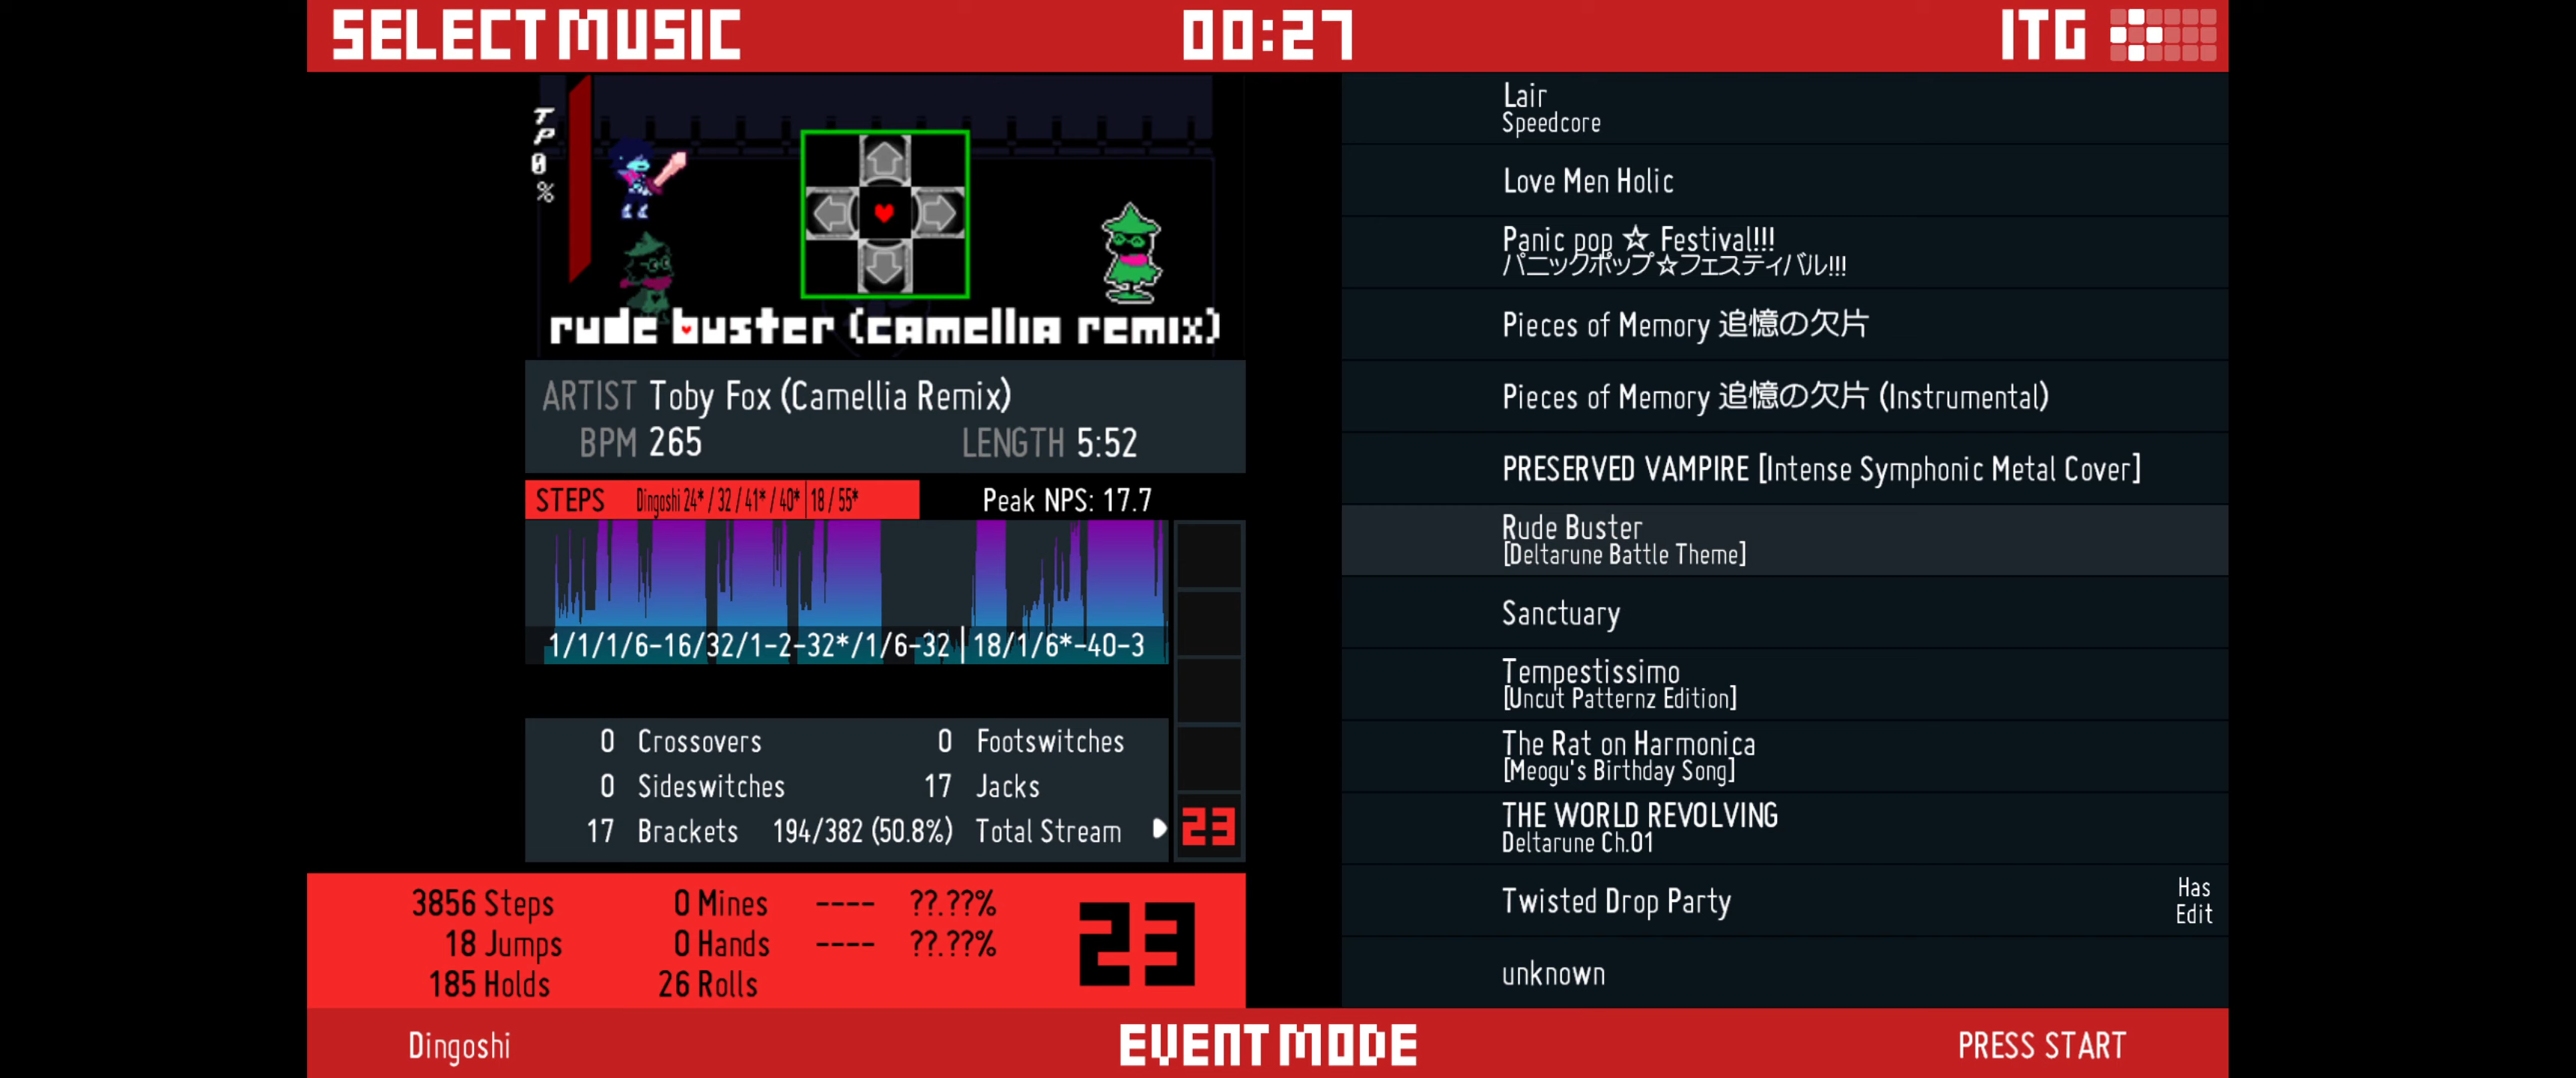 SELECT MUSIC
00:27
ITG
TP
0
%
rude buster (camellia remix)
ARTIST Toby Fox (Camellia Remix)
BPM 265 LENGTH 5:52
STEPS Dingoshi 24* / 32 / 41* / 40* | 18 / 55*
Peak NPS: 17.7
1/1/1/6-16/32/1-2-32*/1/6-32 | 18/1/6*-40-3
0 Crossovers 0 Footswitches
0 Sideswitches 17 Jacks
17 Brackets 194/382 (50.8%) Total Stream
23
3856 Steps 0 Mines ---- ??.??%
18 Jumps 0 Hands ---- ??.??%
185 Holds 26 Rolls
23
Lair
Speedcore
Love Men Holic
Panic pop ☆ Festival!!!
パニックポップ☆フェスティバル!!!
Pieces of Memory 追憶の欠片
Pieces of Memory 追憶の欠片 (Instrumental)
PRESERVED VAMPIRE [Intense Symphonic Metal Cover]
Rude Buster
[Deltarune Battle Theme]
Sanctuary
Tempestissimo
[Uncut Patternz Edition]
The Rat on Harmonica
[Meogu's Birthday Song]
THE WORLD REVOLVING
Deltarune Ch.01
Twisted Drop Party
Has
Edit
unknown
Dingoshi
EVENT MODE
PRESS START